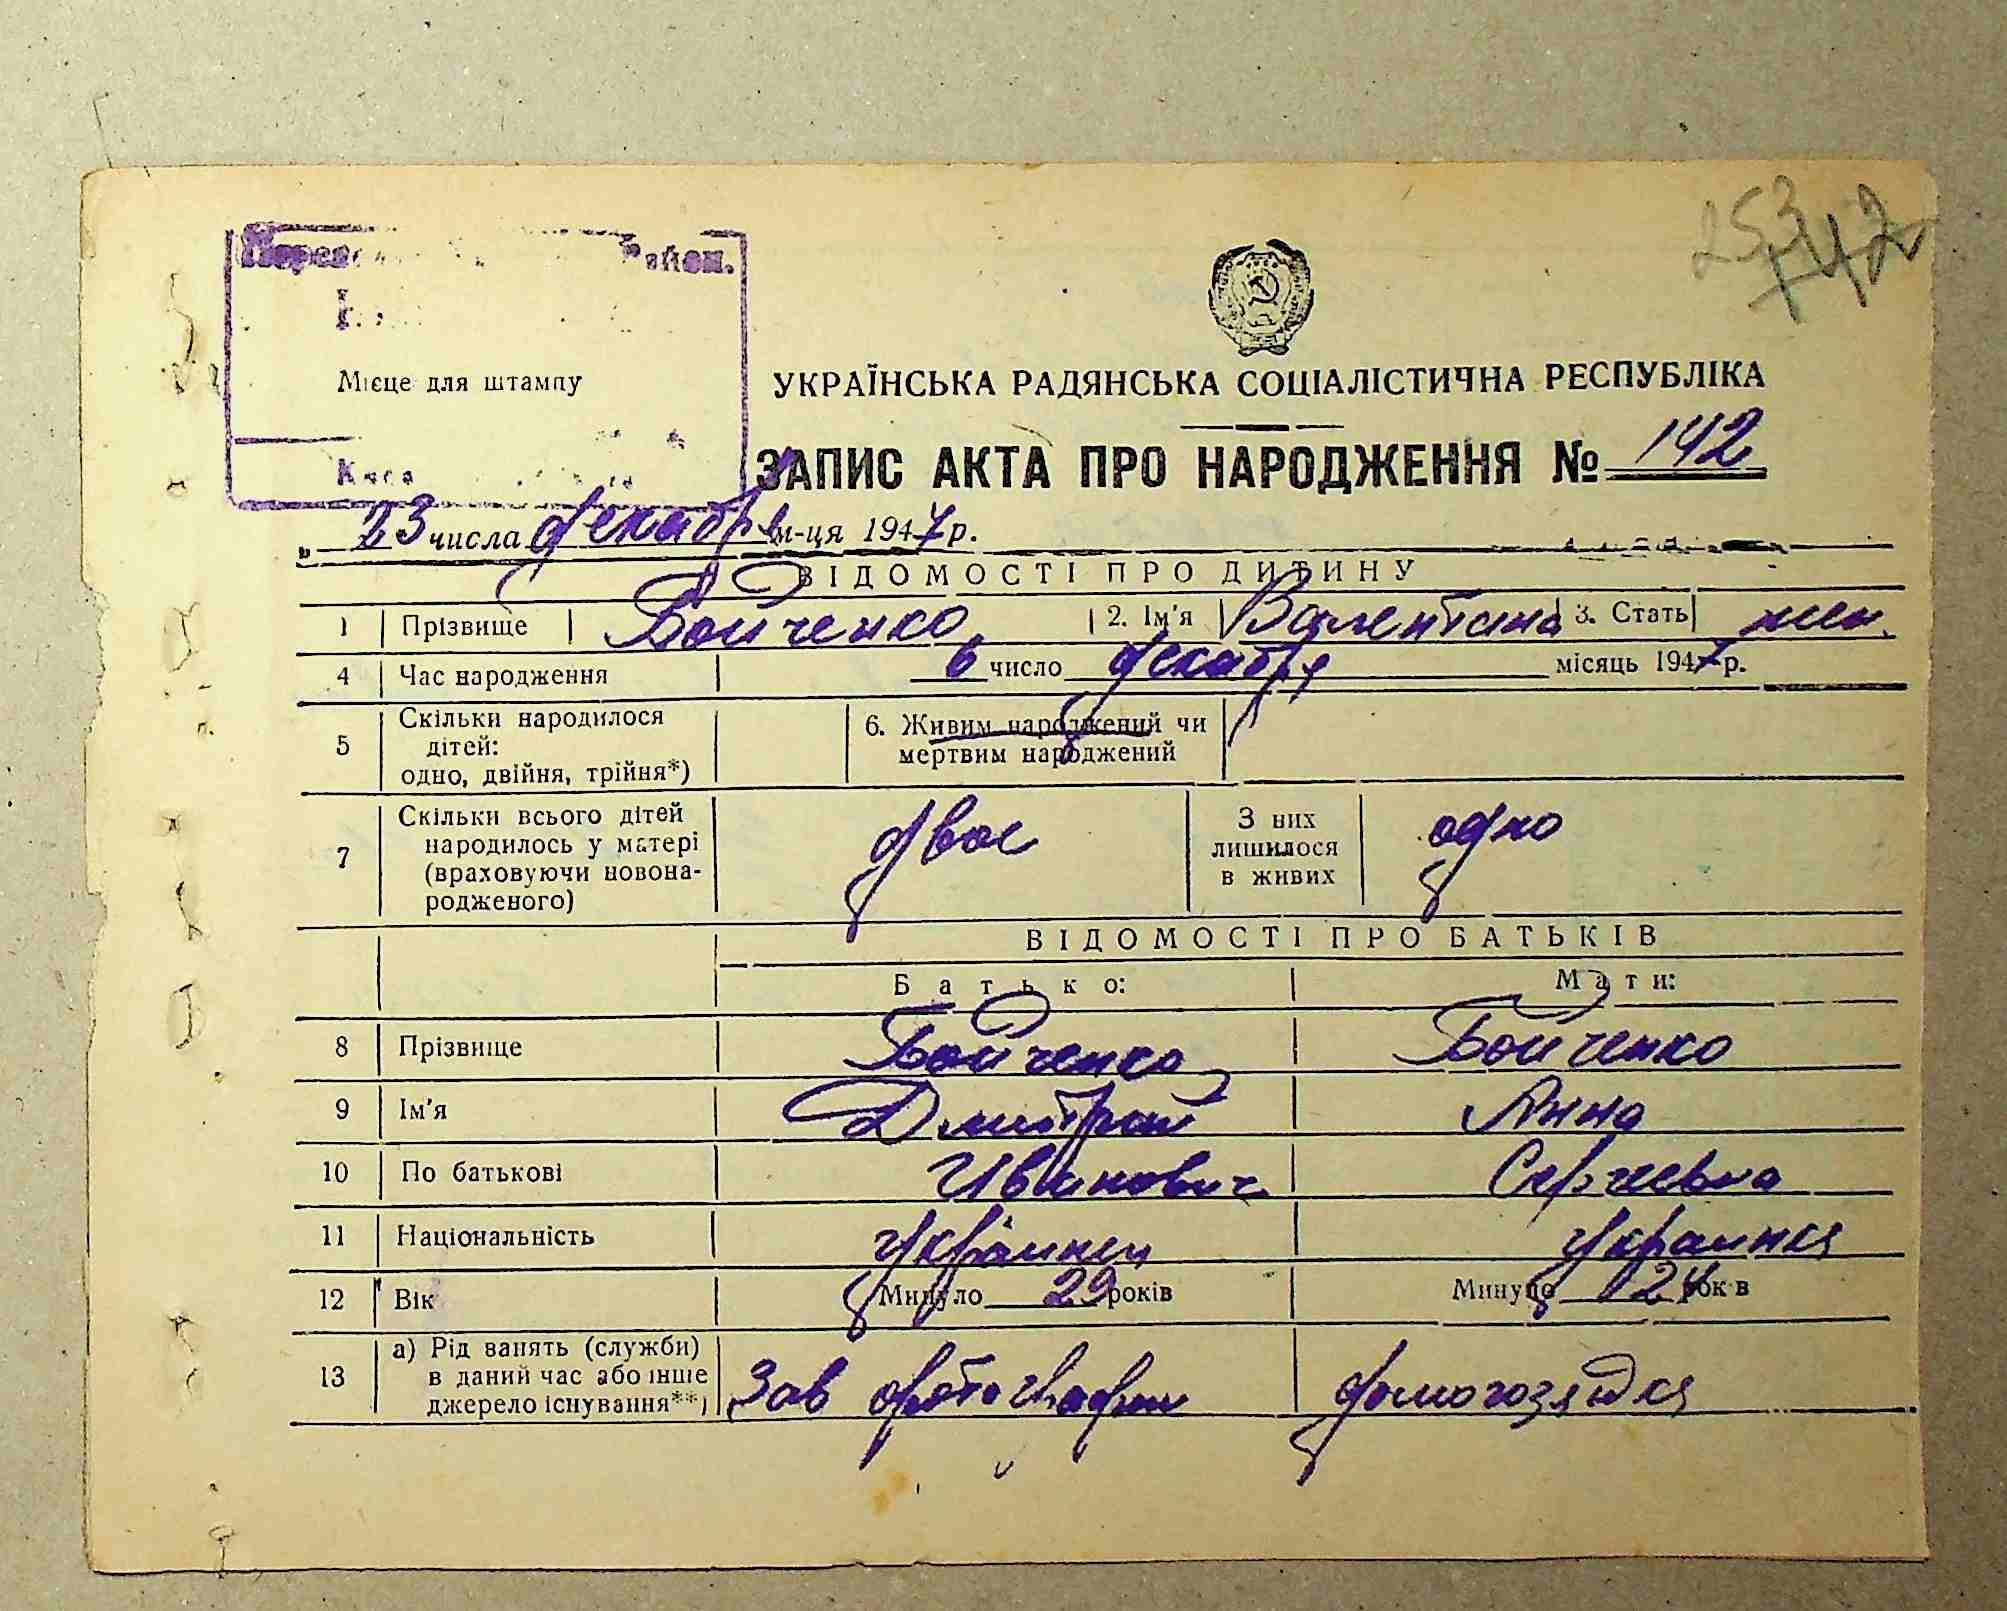 253
142
Місце для штампу
УКРАЇНСЬКА РАДЯНСЬКА СОЦІАЛІСТИЧНА РЕСПУБЛІКА
ЗАПИС АКТА ПРО НАРОДЖЕННЯ № 142
23 числа декабря м-ця 1947 р.
ВІДОМОСТІ ПРО ДИТИНУ
1 Прізвище Бойченко 2. Ім'я Валентина 3. Стать жен.
4 Час народження 6 число декабря місяць 1947 р.
5 Скільки народилося дітей: одно, двійня, трійня*) 6. Живим народжений чи мертвим народжений
7 Скільки всього дітей народилось у матері (враховуючи новонародженого) двое З них лишилося в живих одно
ВІДОМОСТІ ПРО БАТЬКІВ
Батько: Мати:
8 Прізвище Бойченко Бойченко
9 Ім'я Дмитрий Анна
10 По батькові Иванович Сергеевна
11 Національність украинец украинка
12 Вік Минуло 29 років Минуло 24 років
13 а) Рід занять (служби) в даний час або інше джерело існування**) Зав фотографии домохозяйка